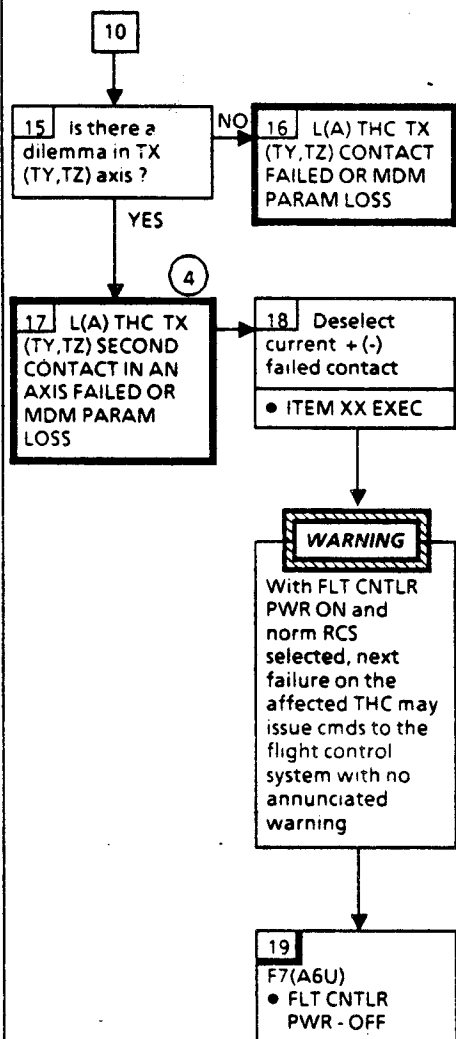 10
15 Is there a
dilemma in TX
(TY,TZ) axis ?
NO
16 L(A) THC TX
(TY,TZ) CONTACT
FAILED OR MDM
PARAM LOSS
YES
4
17 L(A) THC TX
(TY,TZ) SECOND
CONTACT IN AN
AXIS FAILED OR
MDM PARAM
LOSS
18 Deselect
current + (-)
failed contact
• ITEM XX EXEC
WARNING
With FLT CNTLR
PWR ON and
norm RCS
selected, next
failure on the
affected THC may
issue cmds to the
flight control
system with no
annunciated
warning
19
F7(A6U)
• FLT CNTLR
PWR - OFF